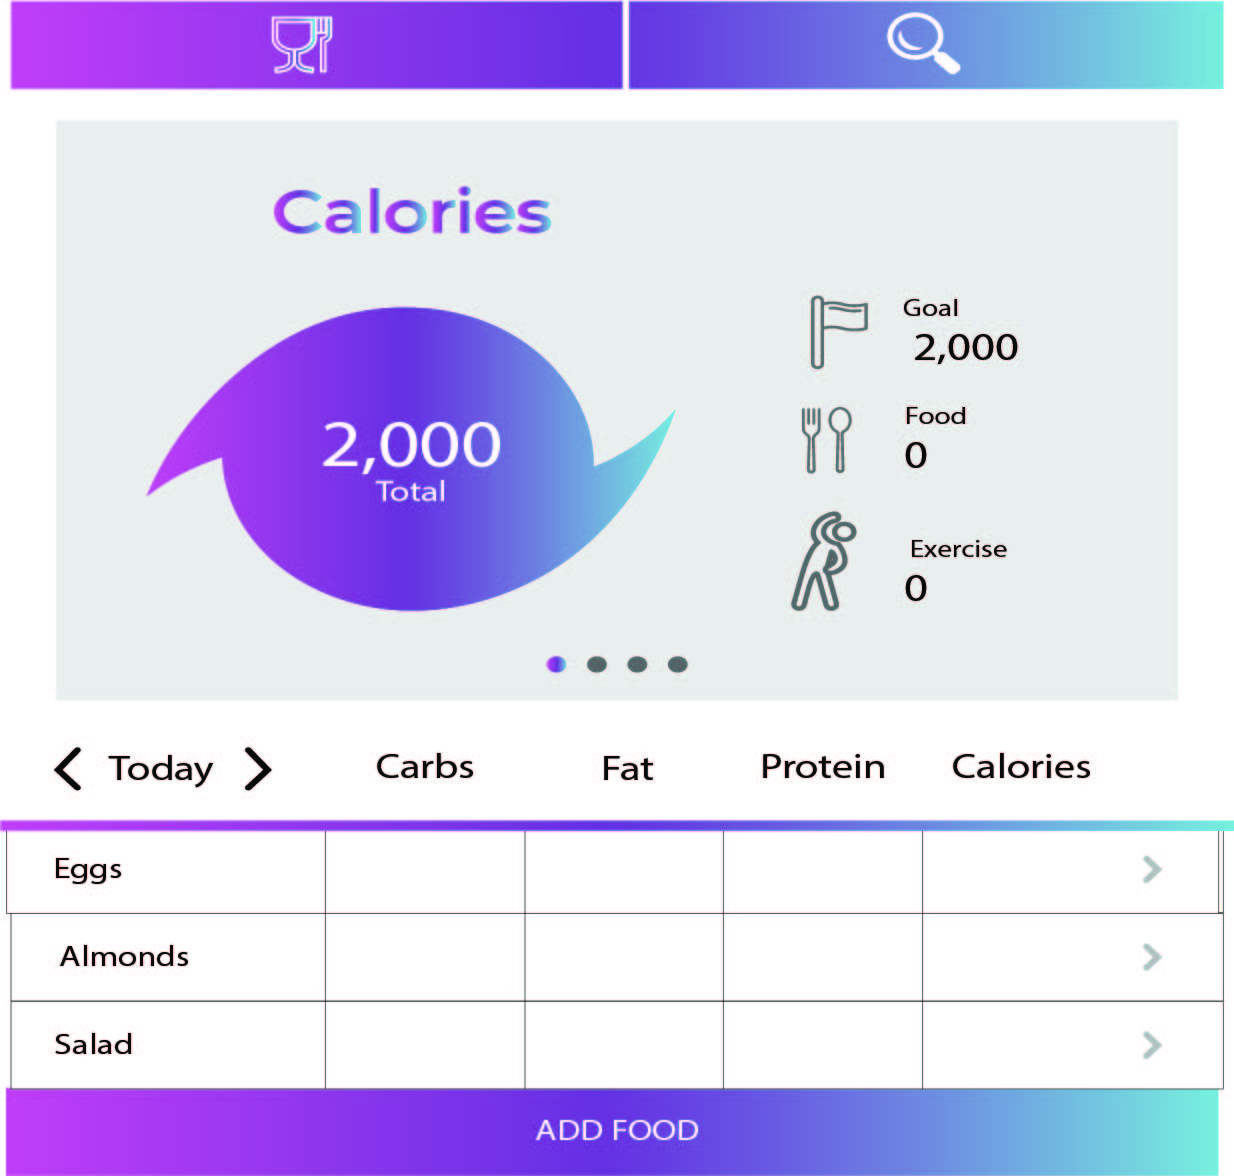 Calories
2,000
Total
Goal
2,000
Food
0
Exercise
0
Today Carbs Fat Protein Calories
Eggs
Almonds
Salad
ADD FOOD